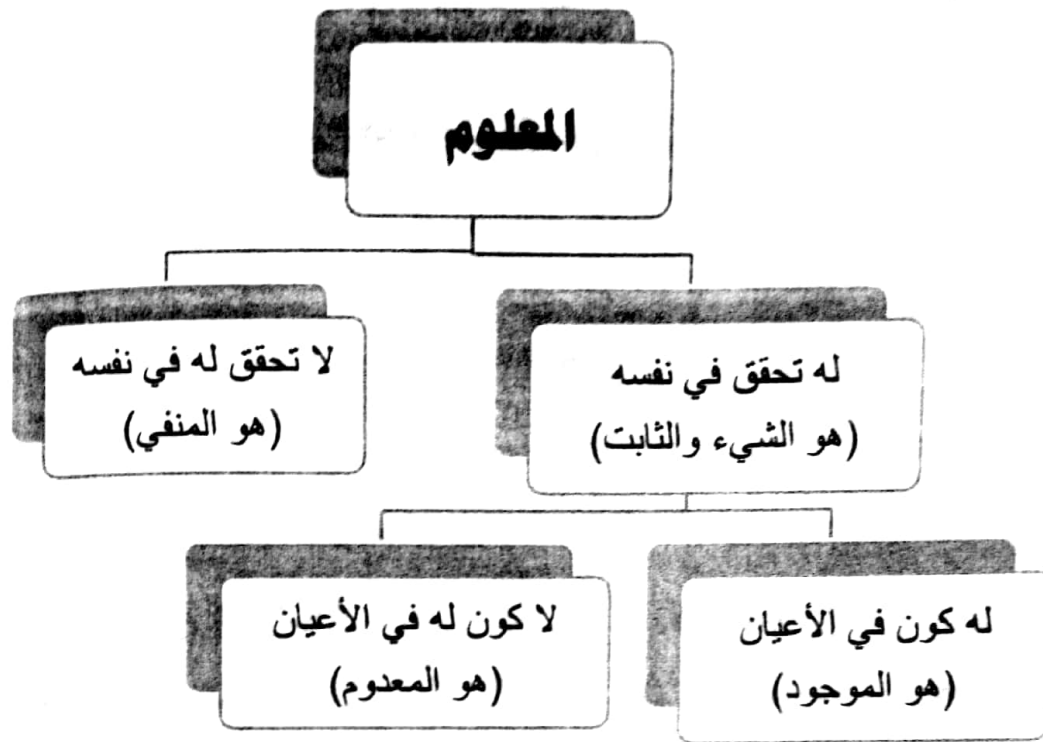 المعلوم
له تحقق في نفسه
(هو الشيء والثابت)
لا تحقق له في نفسه
(هو المنفي)
له كون في الأعيان
(هو الموجود)
لا كون له في الأعيان
(هو المعدوم)